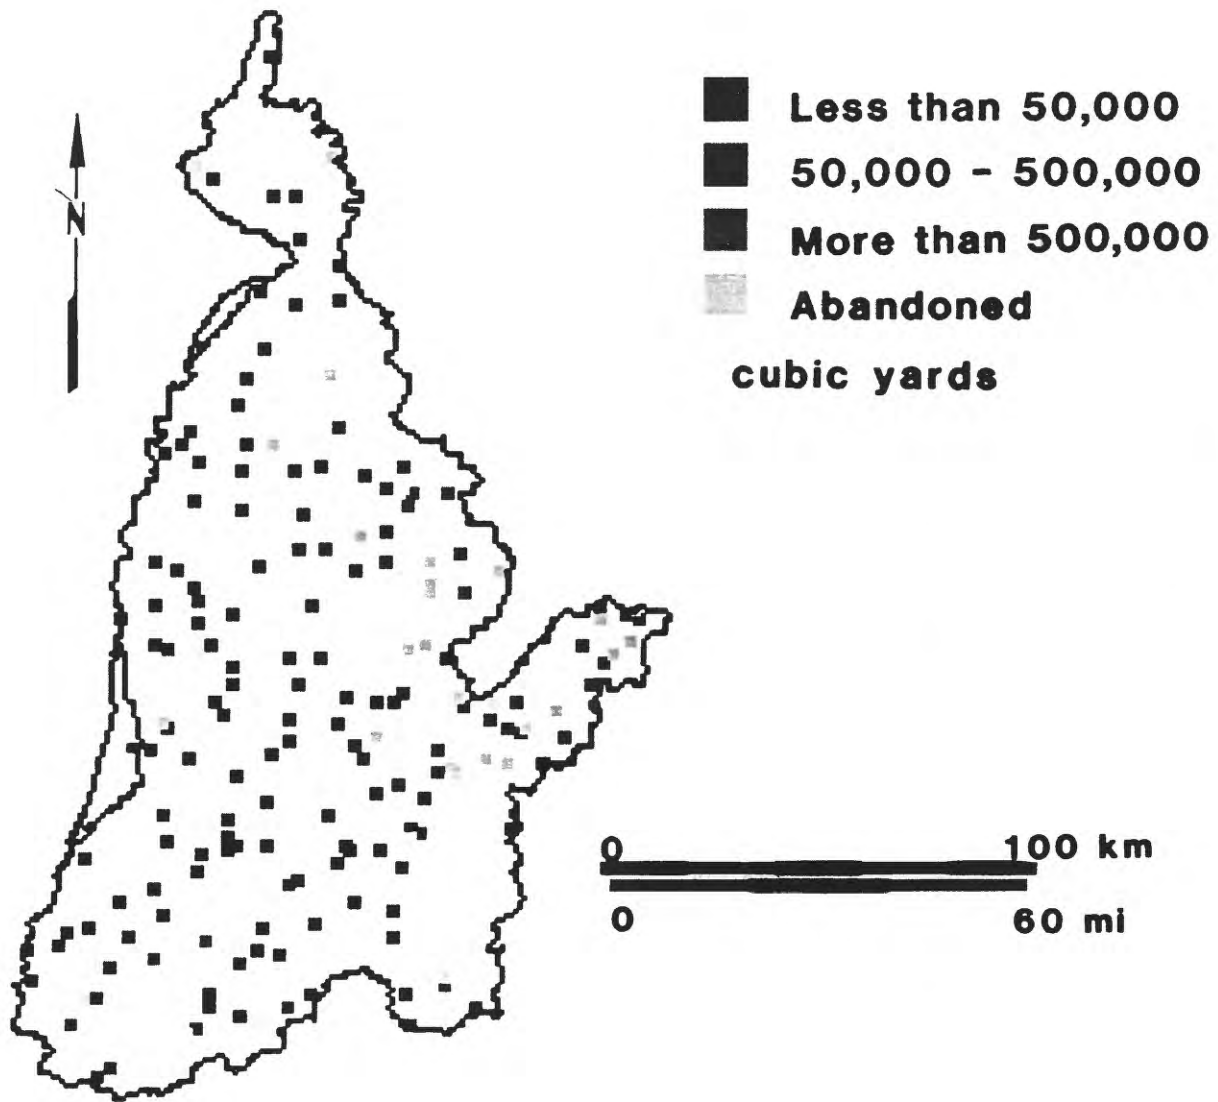 N
Less than 50,000
50,000 - 500,000
More than 500,000
Abandoned
cubic yards
0 100 km
0 60 mi